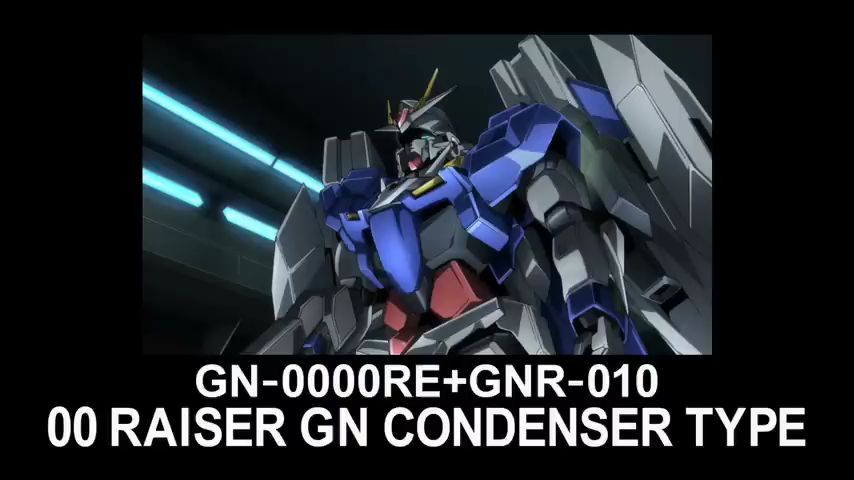 GN-0000RE+GNR-010
00 RAISER GN CONDENSER TYPE